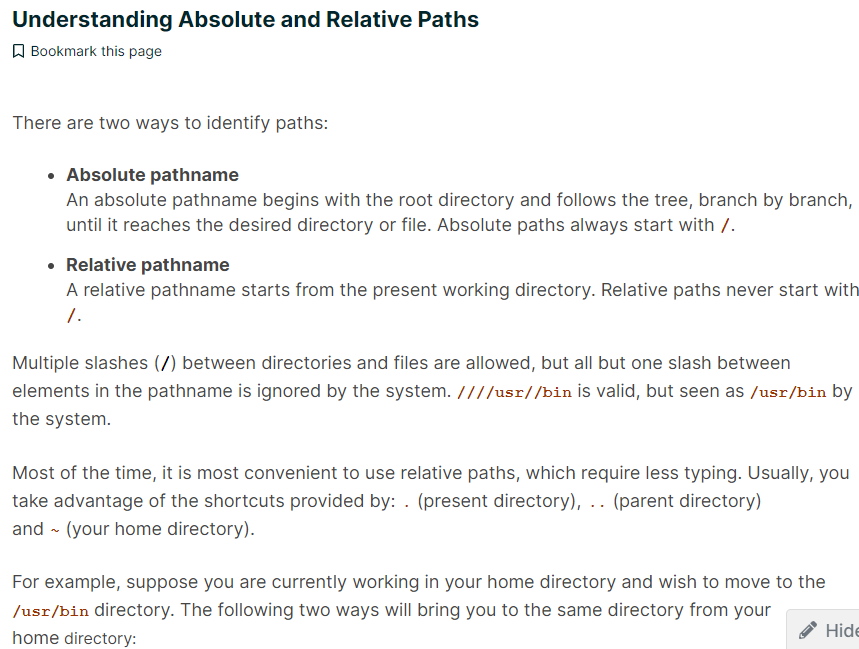 Understanding Absolute and Relative Paths
Bookmark this page
There are two ways to identify paths:
• Absolute pathname
An absolute pathname begins with the root directory and follows the tree, branch by branch,
until it reaches the desired directory or file. Absolute paths always start with /.
• Relative pathname
A relative pathname starts from the present working directory. Relative paths never start with
/.
Multiple slashes (/) between directories and files are allowed, but all but one slash between
elements in the pathname is ignored by the system. ////usr//bin is valid, but seen as /usr/bin by
the system.
Most of the time, it is most convenient to use relative paths, which require less typing. Usually, you
take advantage of the shortcuts provided by: . (present directory), .. (parent directory)
and ~ (your home directory).
For example, suppose you are currently working in your home directory and wish to move to the
/usr/bin directory. The following two ways will bring you to the same directory from your
home directory:
Hide